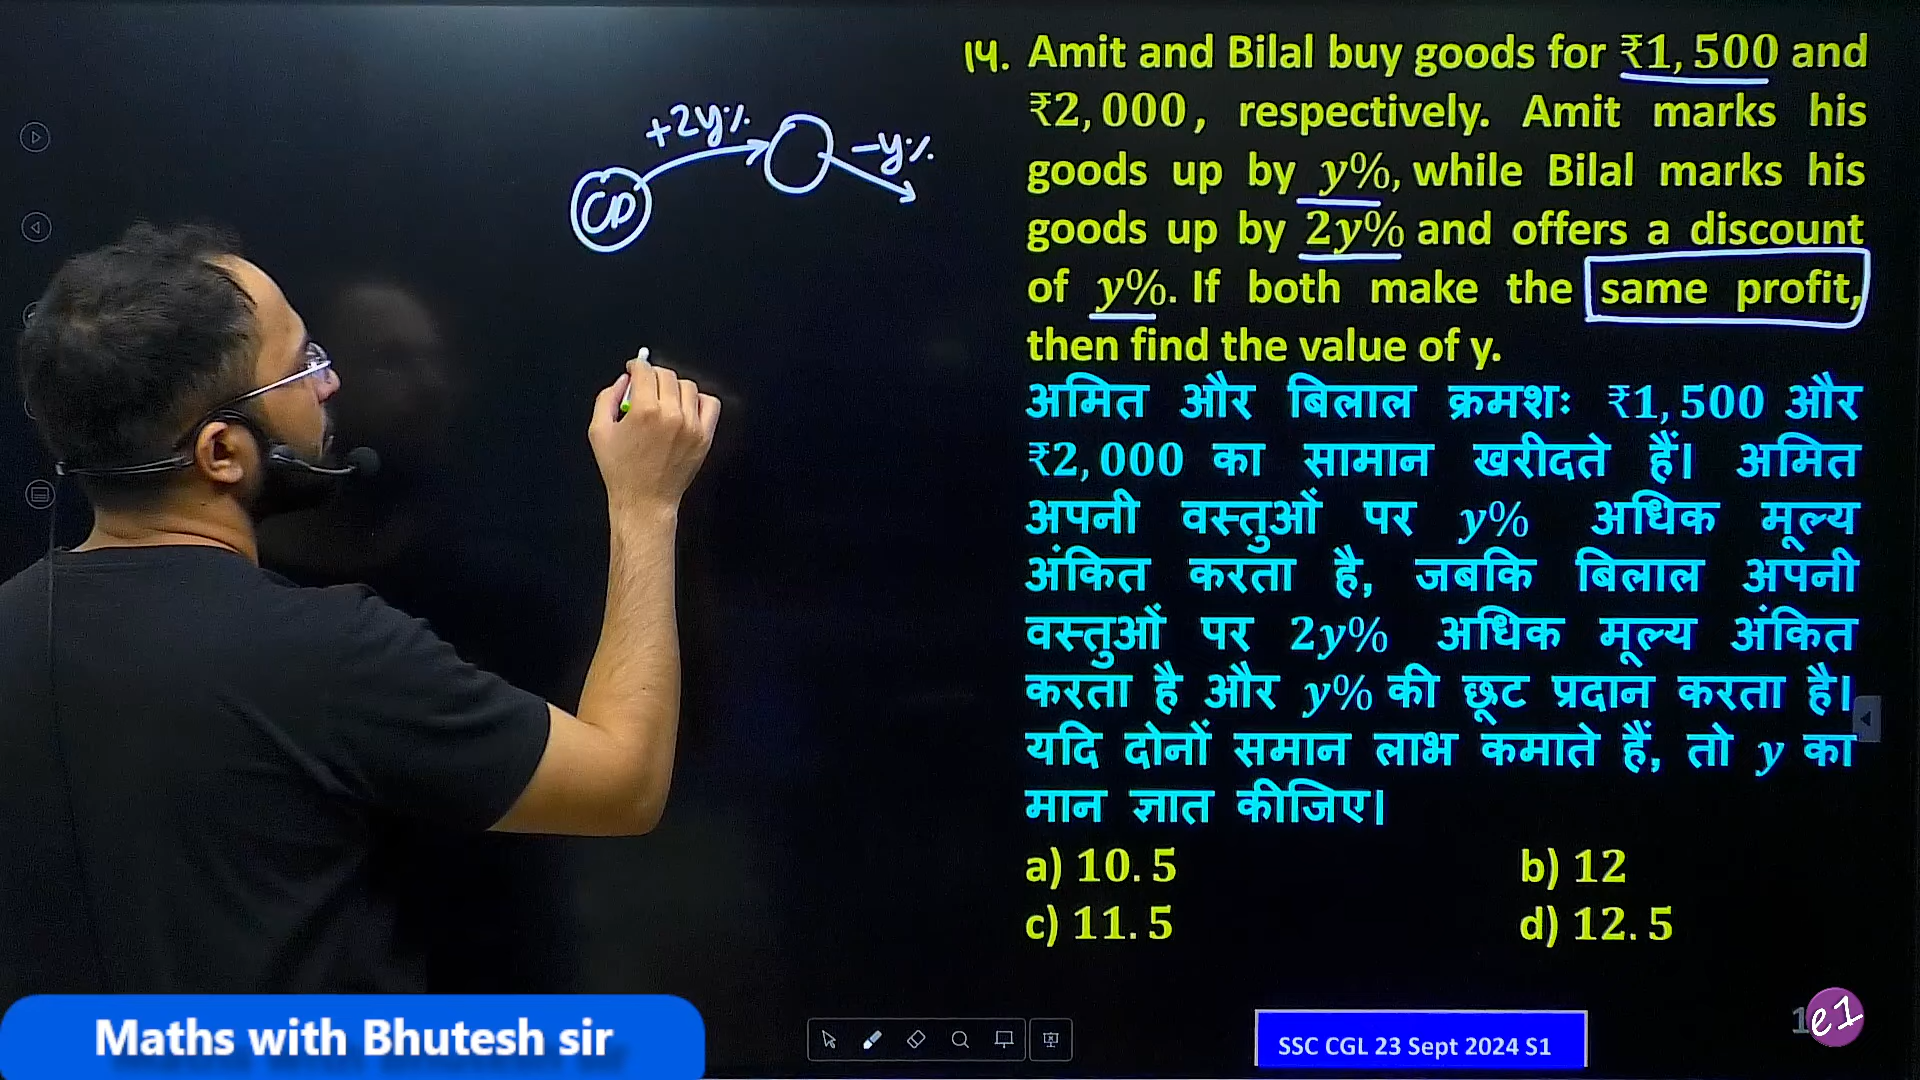 14. Amit and Bilal buy goods for ₹1,500 and
₹2,000, respectively. Amit marks his
goods up by y%, while Bilal marks his
goods up by 2y% and offers a discount
of y%. If both make the same profit,
then find the value of y.
अमित और बिलाल क्रमशः ₹1,500 और
₹2,000 का सामान खरीदते हैं। अमित
अपनी वस्तुओं पर y% अधिक मूल्य
अंकित करता है, जबकि बिलाल अपनी
वस्तुओं पर 2y% अधिक मूल्य अंकित
करता है और y% की छूट प्रदान करता है।
यदि दोनों समान लाभ कमाते हैं, तो y का
मान ज्ञात कीजिए।
a) 10.5 b) 12
c) 11.5 d) 12.5
+2y%
-y%
CP
Maths with Bhutesh sir
SSC CGL 23 Sept 2024 S1
e1